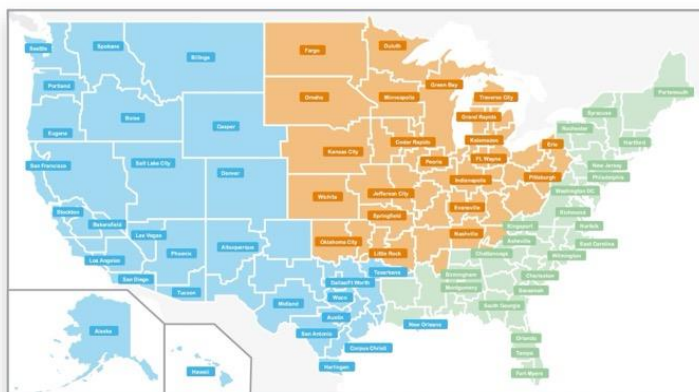 Seattle
Spokane
Billings
Fargo
Duluth
Portland
Green Bay
Portsmouth
Omaha
Minneapolis
Traverse City
Boise
Casper
Syracuse
Eugene
Grand Rapids
Rochester
Kansas City
Cedar Rapids
Kalamazoo
Erie
Hartford
San Francisco
Salt Lake City
Peoria
Ft. Wayne
New Jersey
Denver
Indianapolis
Pittsburgh
Philadelphia
Wichita
Jefferson City
Washington DC
Stockton
Springfield
Evansville
Richmond
Bakersfield
Las Vegas
Nashville
Kingsport
Norfolk
Phoenix
Albuquerque
Oklahoma City
Asheville
East Carolina
Los Angeles
Little Rock
Chattanooga
Wilmington
San Diego
Texarkana
Birmingham
Charleston
Tucson
Dallas/Ft Worth
Montgomery
Savannah
Midland
Waco
South Georgia
Austin
New Orleans
Alaska
San Antonio
Orlando
Corpus Christi
Tampa
Hawaii
Harlingen
Fort Myers